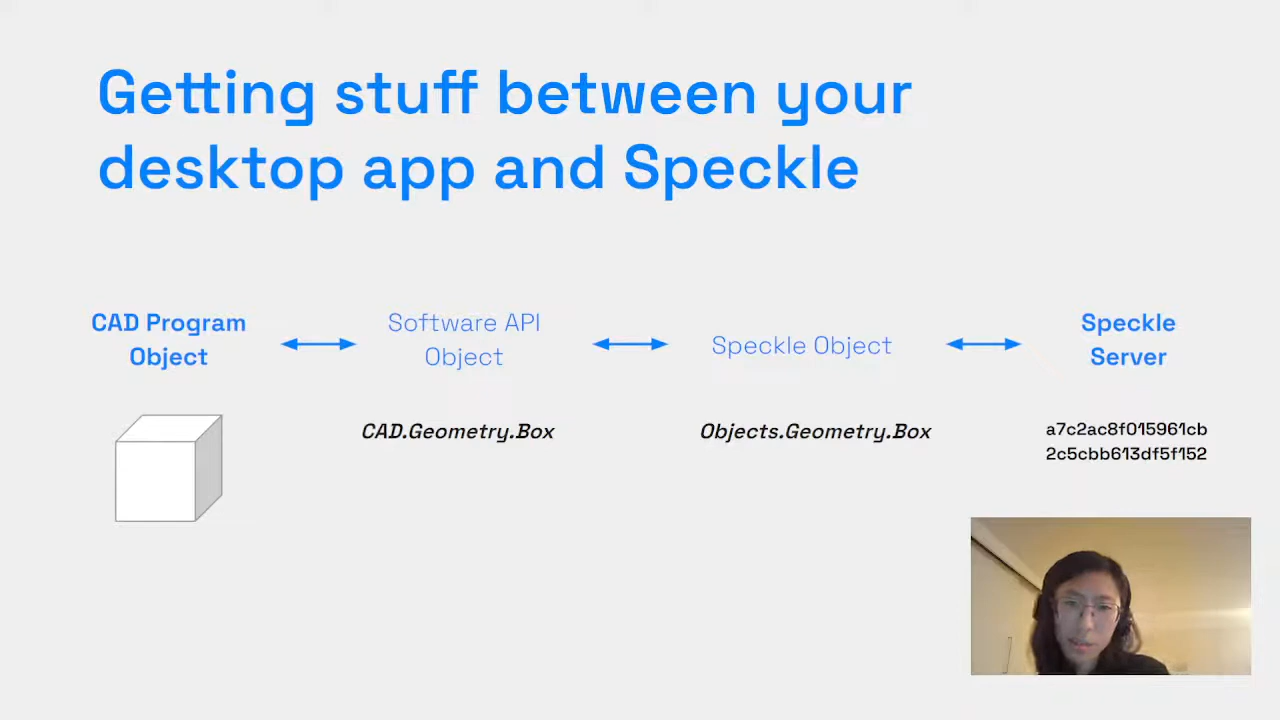 Getting stuff between your
desktop app and Speckle
CAD Program
Object
Software API
Object
Speckle Object
Speckle
Server
CAD.Geometry.Box
Objects.Geometry.Box
a7c2ac8f015961cb
2c5cbb613df5f152